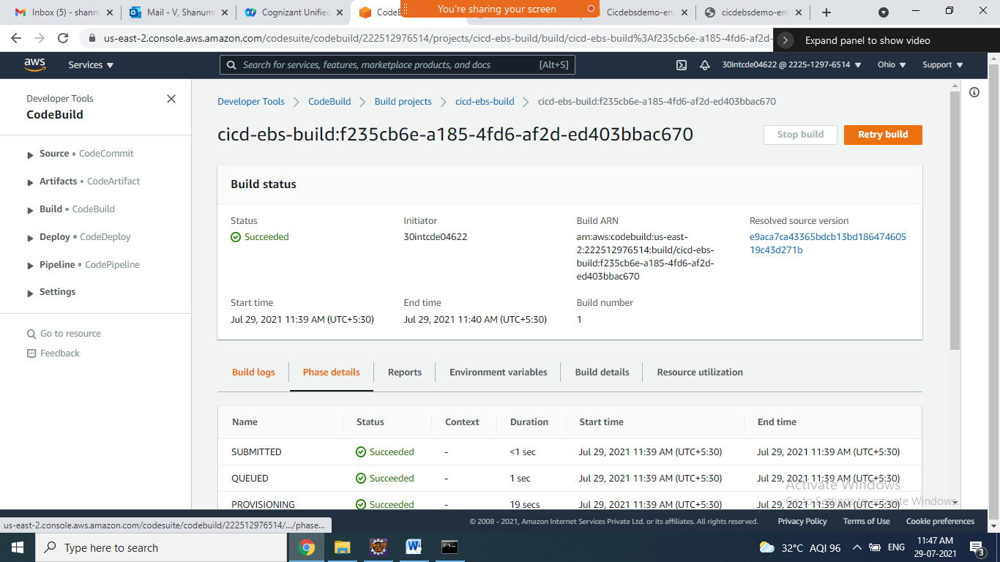 Inbox (5) - shanm
Mail - V, Shanumu
Cognizant Unified
CodeB
You're sharing your screen
Cicdebsdemo-env
cicdebsdemo-env
us-east-2.console.aws.amazon.com/codesuite/codebuild/222512976514/projects/cicd-ebs-build/build/cicd-ebs-build%3Af235cb6e-a185-4fd6-af2d-
Expand panel to show video
aws
Services
Search for services, features, marketplace products, and docs
[Alt+S]
30intcde04622 @ 2225-1297-6514
Ohio
Support
Developer Tools
CodeBuild
Source • CodeCommit
Artifacts • CodeArtifact
Build • CodeBuild
Deploy • CodeDeploy
Pipeline • CodePipeline
Settings
Go to resource
Feedback
Developer Tools
CodeBuild
Build projects
cicd-ebs-build
cicd-ebs-build:f235cb6e-a185-4fd6-af2d-ed403bbac670
cicd-ebs-build:f235cb6e-a185-4fd6-af2d-ed403bbac670
Stop build
Retry build
Build status
Status
Succeeded
Initiator
30intcde04622
Build ARN
arn:aws:codebuild:us-east-
2:222512976514:build/cicd-ebs-
build:f235cb6e-a185-4fd6-af2d-
ed403bbac670
Resolved source version
e9aca7ca43365bdcb13bd186474605
19c43d271b
Start time
Jul 29, 2021 11:39 AM (UTC+5:30)
End time
Jul 29, 2021 11:40 AM (UTC+5:30)
Build number
1
Build logs
Phase details
Reports
Environment variables
Build details
Resource utilization
Name Status Context Duration Start time End time
SUBMITTED Succeeded - <1 sec Jul 29, 2021 11:39 AM (UTC+5:30) Jul 29, 2021 11:39 AM (UTC+5:30)
QUEUED Succeeded - 1 sec Jul 29, 2021 11:39 AM (UTC+5:30) Jul 29, 2021 11:39 AM (UTC+5:30)
PROVISIONING Succeeded - 19 secs Jul 29, 2021 11:39 AM (UTC+5:30) Jul 29, 2021 11:39 AM (UTC+5:30)
Activate Windows
Go to Settings to activate Windows.
us-east-2.console.aws.amazon.com/codesuite/codebuild/222512976514/.../phase...
© 2008 - 2021, Amazon Internet Services Private Ltd. or its affiliates. All rights reserved.
Privacy Policy
Terms of Use
Cookie preferences
Type here to search
32°C AQI 96
ENG
11:47 AM
29-07-2021
3